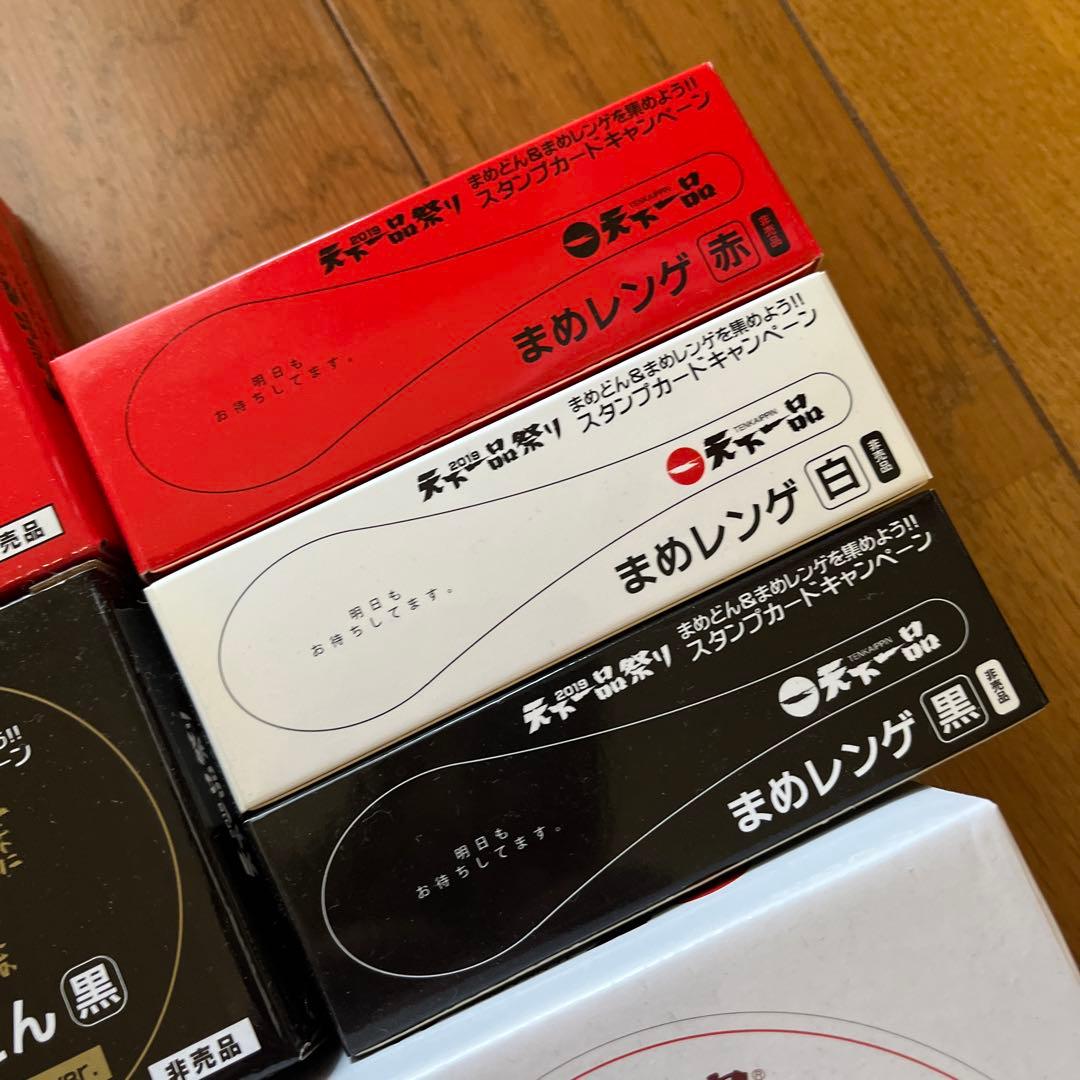 2019
天下一品祭り
まめどん&まめレンゲを集めよう!!
スタンプカードキャンペーン
TENKAIPPIN
天下一品
明日も
お待ちしてます。
まめレンゲ 赤 非売品
2019
天下一品祭り
まめどん&まめレンゲを集めよう!!
スタンプカードキャンペーン
TENKAIPPIN
天下一品
明日も
お待ちしてます。
まめレンゲ 白 非売品
2019
天下一品祭り
まめどん&まめレンゲを集めよう!!
スタンプカードキャンペーン
TENKAIPPIN
天下一品
明日も
お待ちしてます。
まめレンゲ 黒 非売品
売品
う!!
ーン
どん 黒
ver.
非売品
®